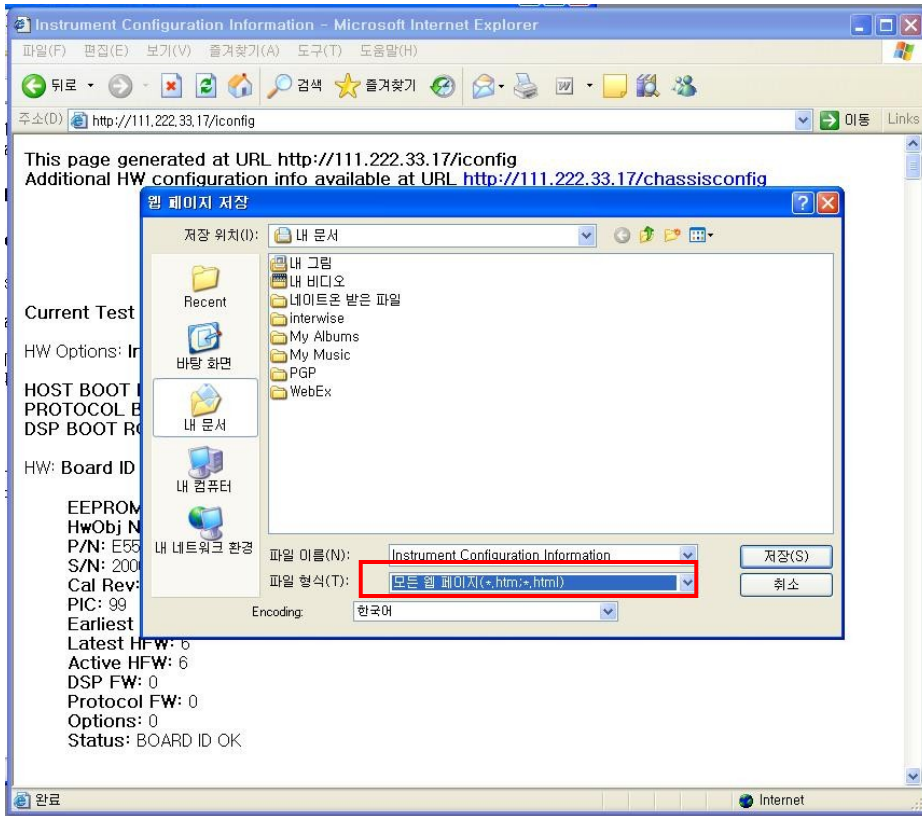 Instrument Configuration Information - Microsoft Internet Explorer
파일(F) 편집(E) 보기(V) 즐겨찾기(A) 도구(T) 도움말(H)
뒤로 검색 즐겨찾기
주소(D) http://111,222,33,17/iconfig 이동 Links
This page generated at URL http://111.222.33.17/iconfig
Additional HW configuration info available at URL http://111.222.33.17/chassisconfig
웹 페이지 저장
저장 위치(I): 내 문서
내 그림
내 비디오
Recent
네이트온 받은 파일
interwise
Current Test
My Albums
HW Options:
My Music
바탕 화면
PGP
HOST BOOT
WebEx
PROTOCOL
DSP BOOT
내 문서
HW: Board ID
내 컴퓨터
EEPROM
HwObj
P/N: E55
내 네트워크 환경
파일 이름(N): Instrument Configuration Information 저장(S)
S/N: 200
파일 형식(T): 모든 웹 페이지(*,htm;*,html) 취소
Cal Rev:
PIC: 99
Encoding: 한국어
Earliest
Latest HFW: 6
Active HFW: 6
DSP FW: 0
Protocol FW: 0
Options: 0
Status: BOARD ID OK
완료 Internet